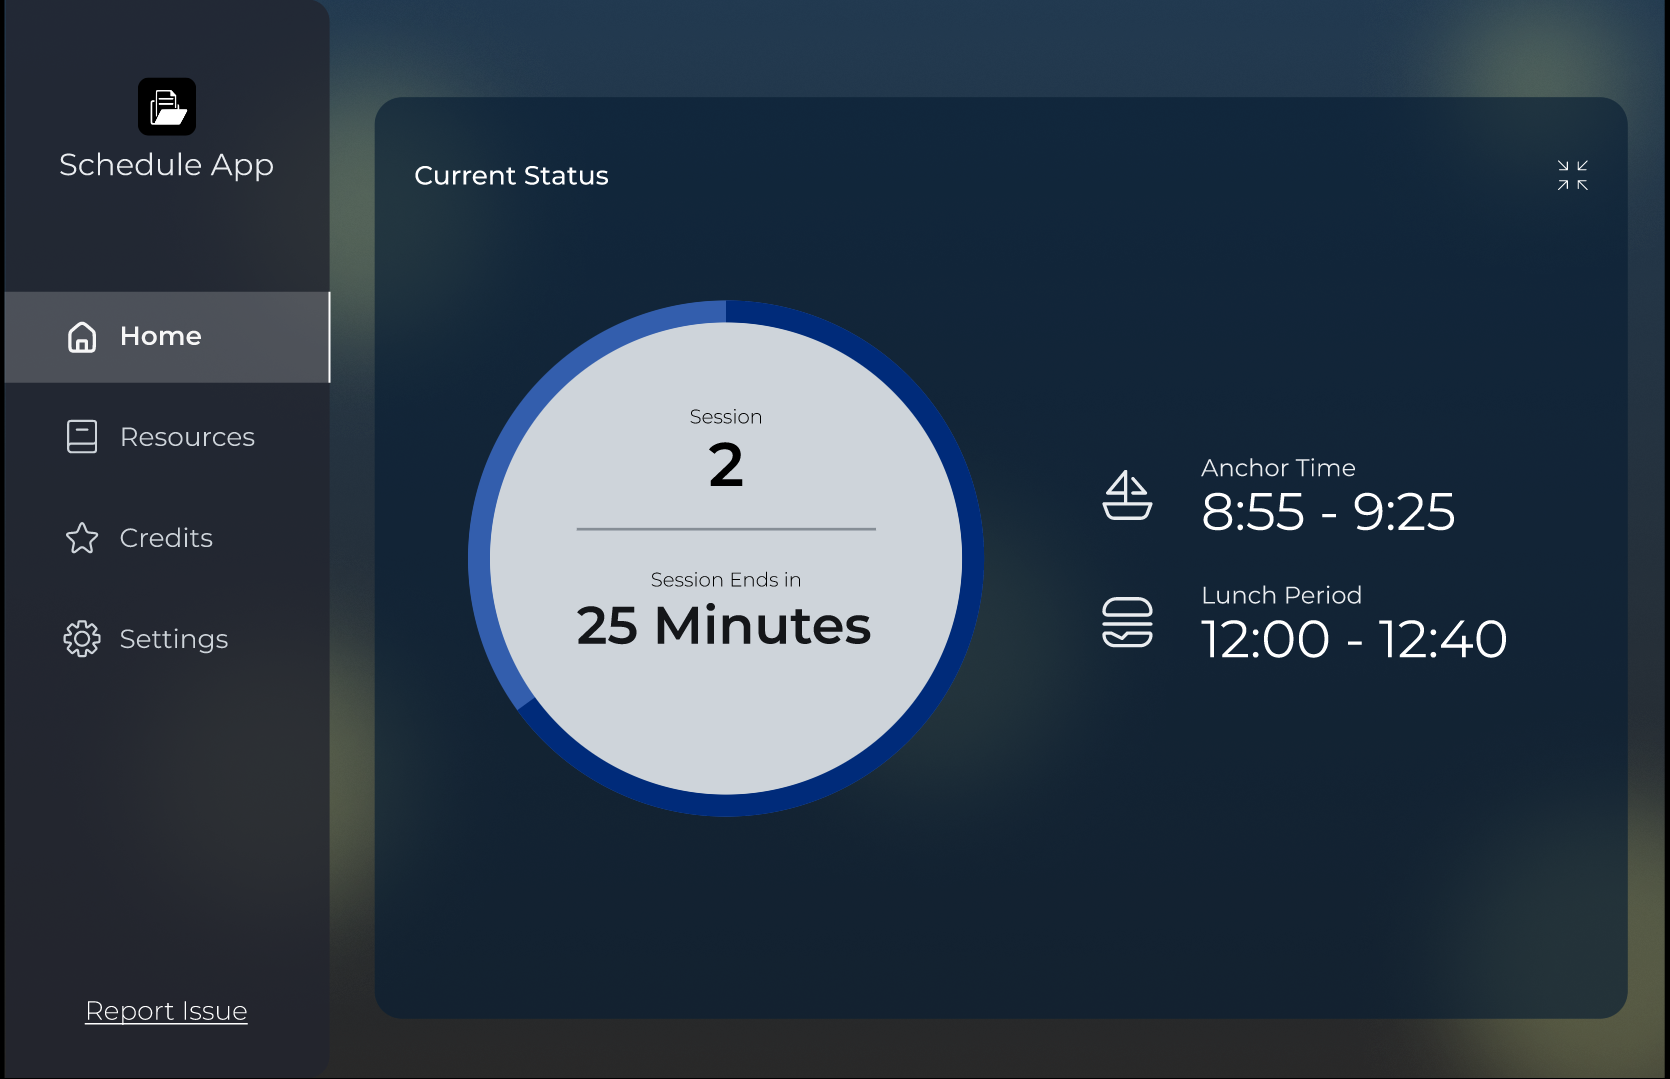 Schedule App
Home
Resources
Credits
Settings
Report Issue
Current Status
Session
2
Session Ends in
25 Minutes
Anchor Time
8:55 - 9:25
Lunch Period
12:00 - 12:40